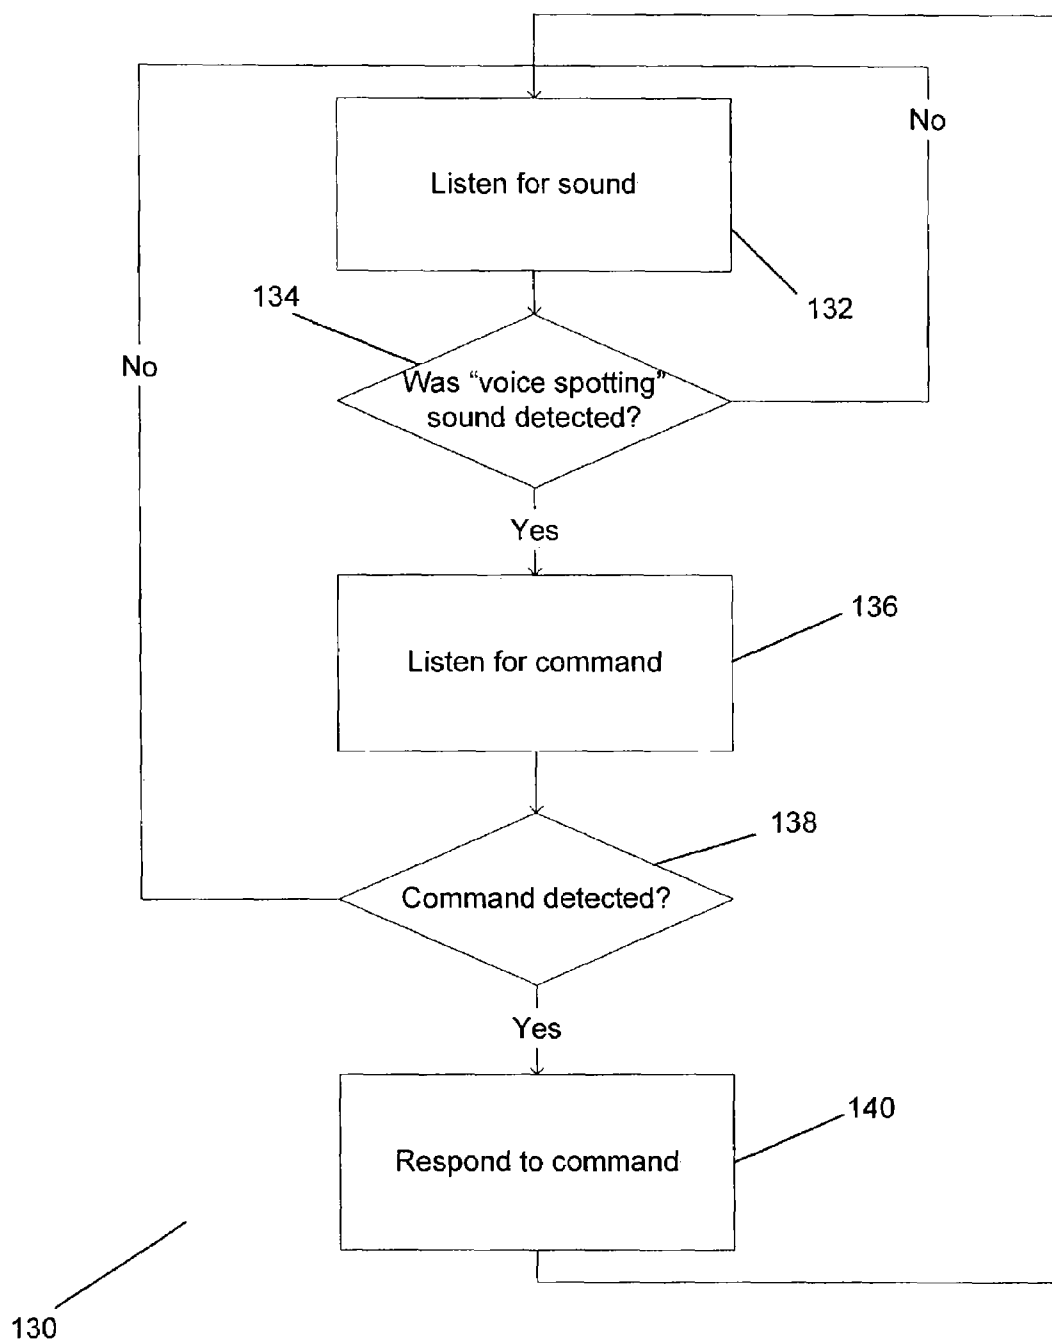 No
Listen for sound
132
134
No
Was “voice spotting”
sound detected?
Yes
136
Listen for command
138
Command detected?
Yes
140
Respond to command
130